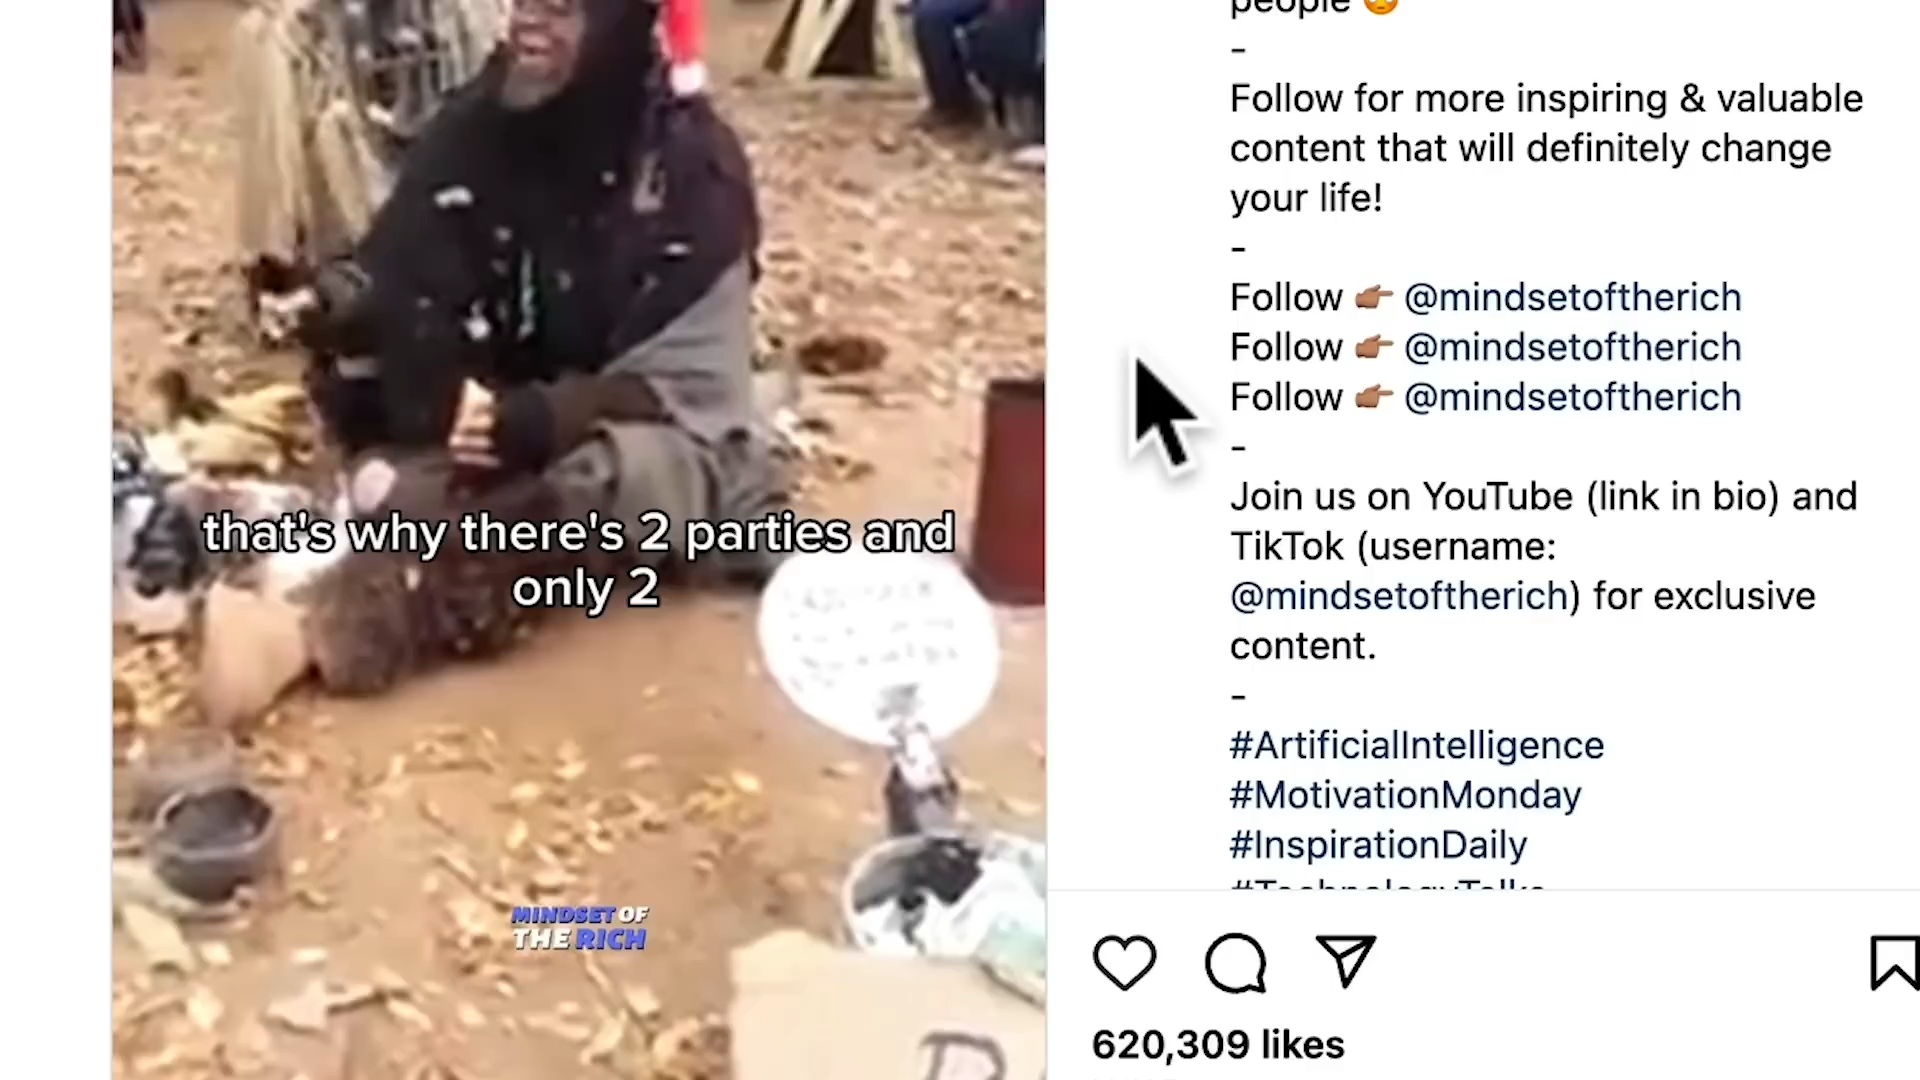 that's why there's 2 parties and
only 2
MINDSET OF
THE RICH
people
-
Follow for more inspiring & valuable
content that will definitely change
your life!
-
Follow @mindsetoftherich
Follow @mindsetoftherich
Follow @mindsetoftherich
-
Join us on YouTube (link in bio) and
TikTok (username:
@mindsetoftherich) for exclusive
content.
-
#ArtificialIntelligence
#MotivationMonday
#InspirationDaily
#TechnologyTalks
620,309 likes